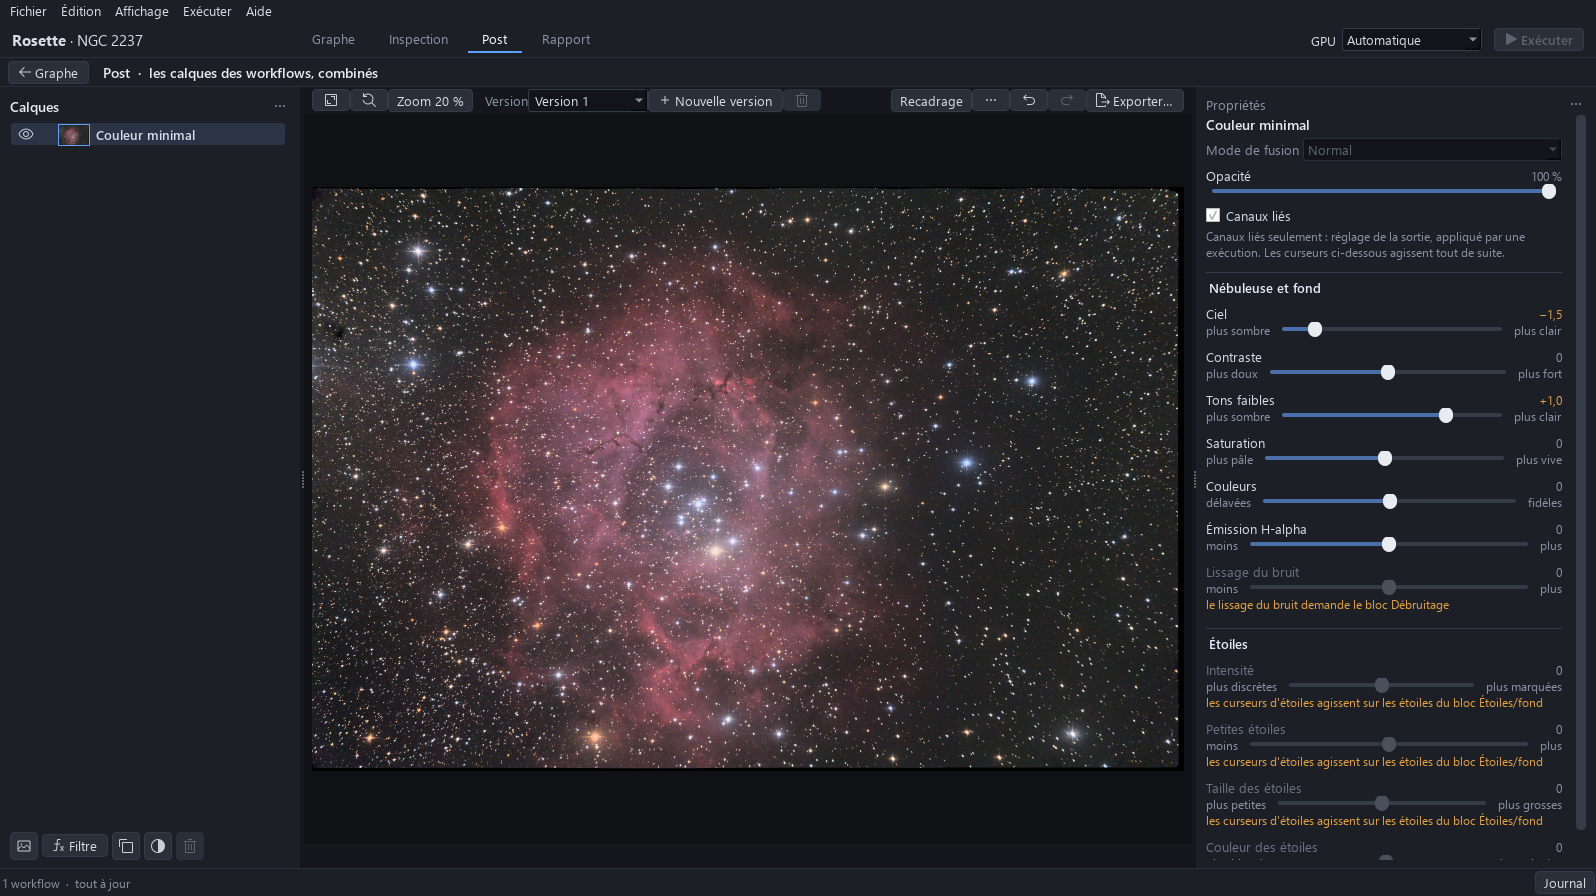 Fichier Édition Affichage Exécuter Aide
Rosette · NGC 2237 Graphe Inspection Post Rapport GPU Automatique Exécuter
Graphe Post · les calques des workflows, combinés
Calques ... Zoom 20 % Version Version 1 + Nouvelle version Recadrage ... Exporter...
Couleur minimal
Propriétés ...
Couleur minimal
Mode de fusion Normal
Opacité 100 %
Canaux liés
Canaux liés seulement : réglage de la sortie, appliqué par une
exécution. Les curseurs ci-dessous agissent tout de suite.
Nébuleuse et fond
Ciel −1,5
plus sombre plus clair
Contraste 0
plus doux plus fort
Tons faibles +1,0
plus sombre plus clair
Saturation 0
plus pâle plus vive
Couleurs 0
délavées fidèles
Émission H-alpha 0
moins plus
Lissage du bruit 0
moins plus
le lissage du bruit demande le bloc Débruitage
Étoiles
Intensité 0
plus discrètes plus marquées
les curseurs d'étoiles agissent sur les étoiles du bloc Étoiles/fond
Petites étoiles 0
moins plus
les curseurs d'étoiles agissent sur les étoiles du bloc Étoiles/fond
Taille des étoiles 0
plus petites plus grosses
les curseurs d'étoiles agissent sur les étoiles du bloc Étoiles/fond
Couleur des étoiles 0
fx Filtre
1 workflow · tout à jour Journal